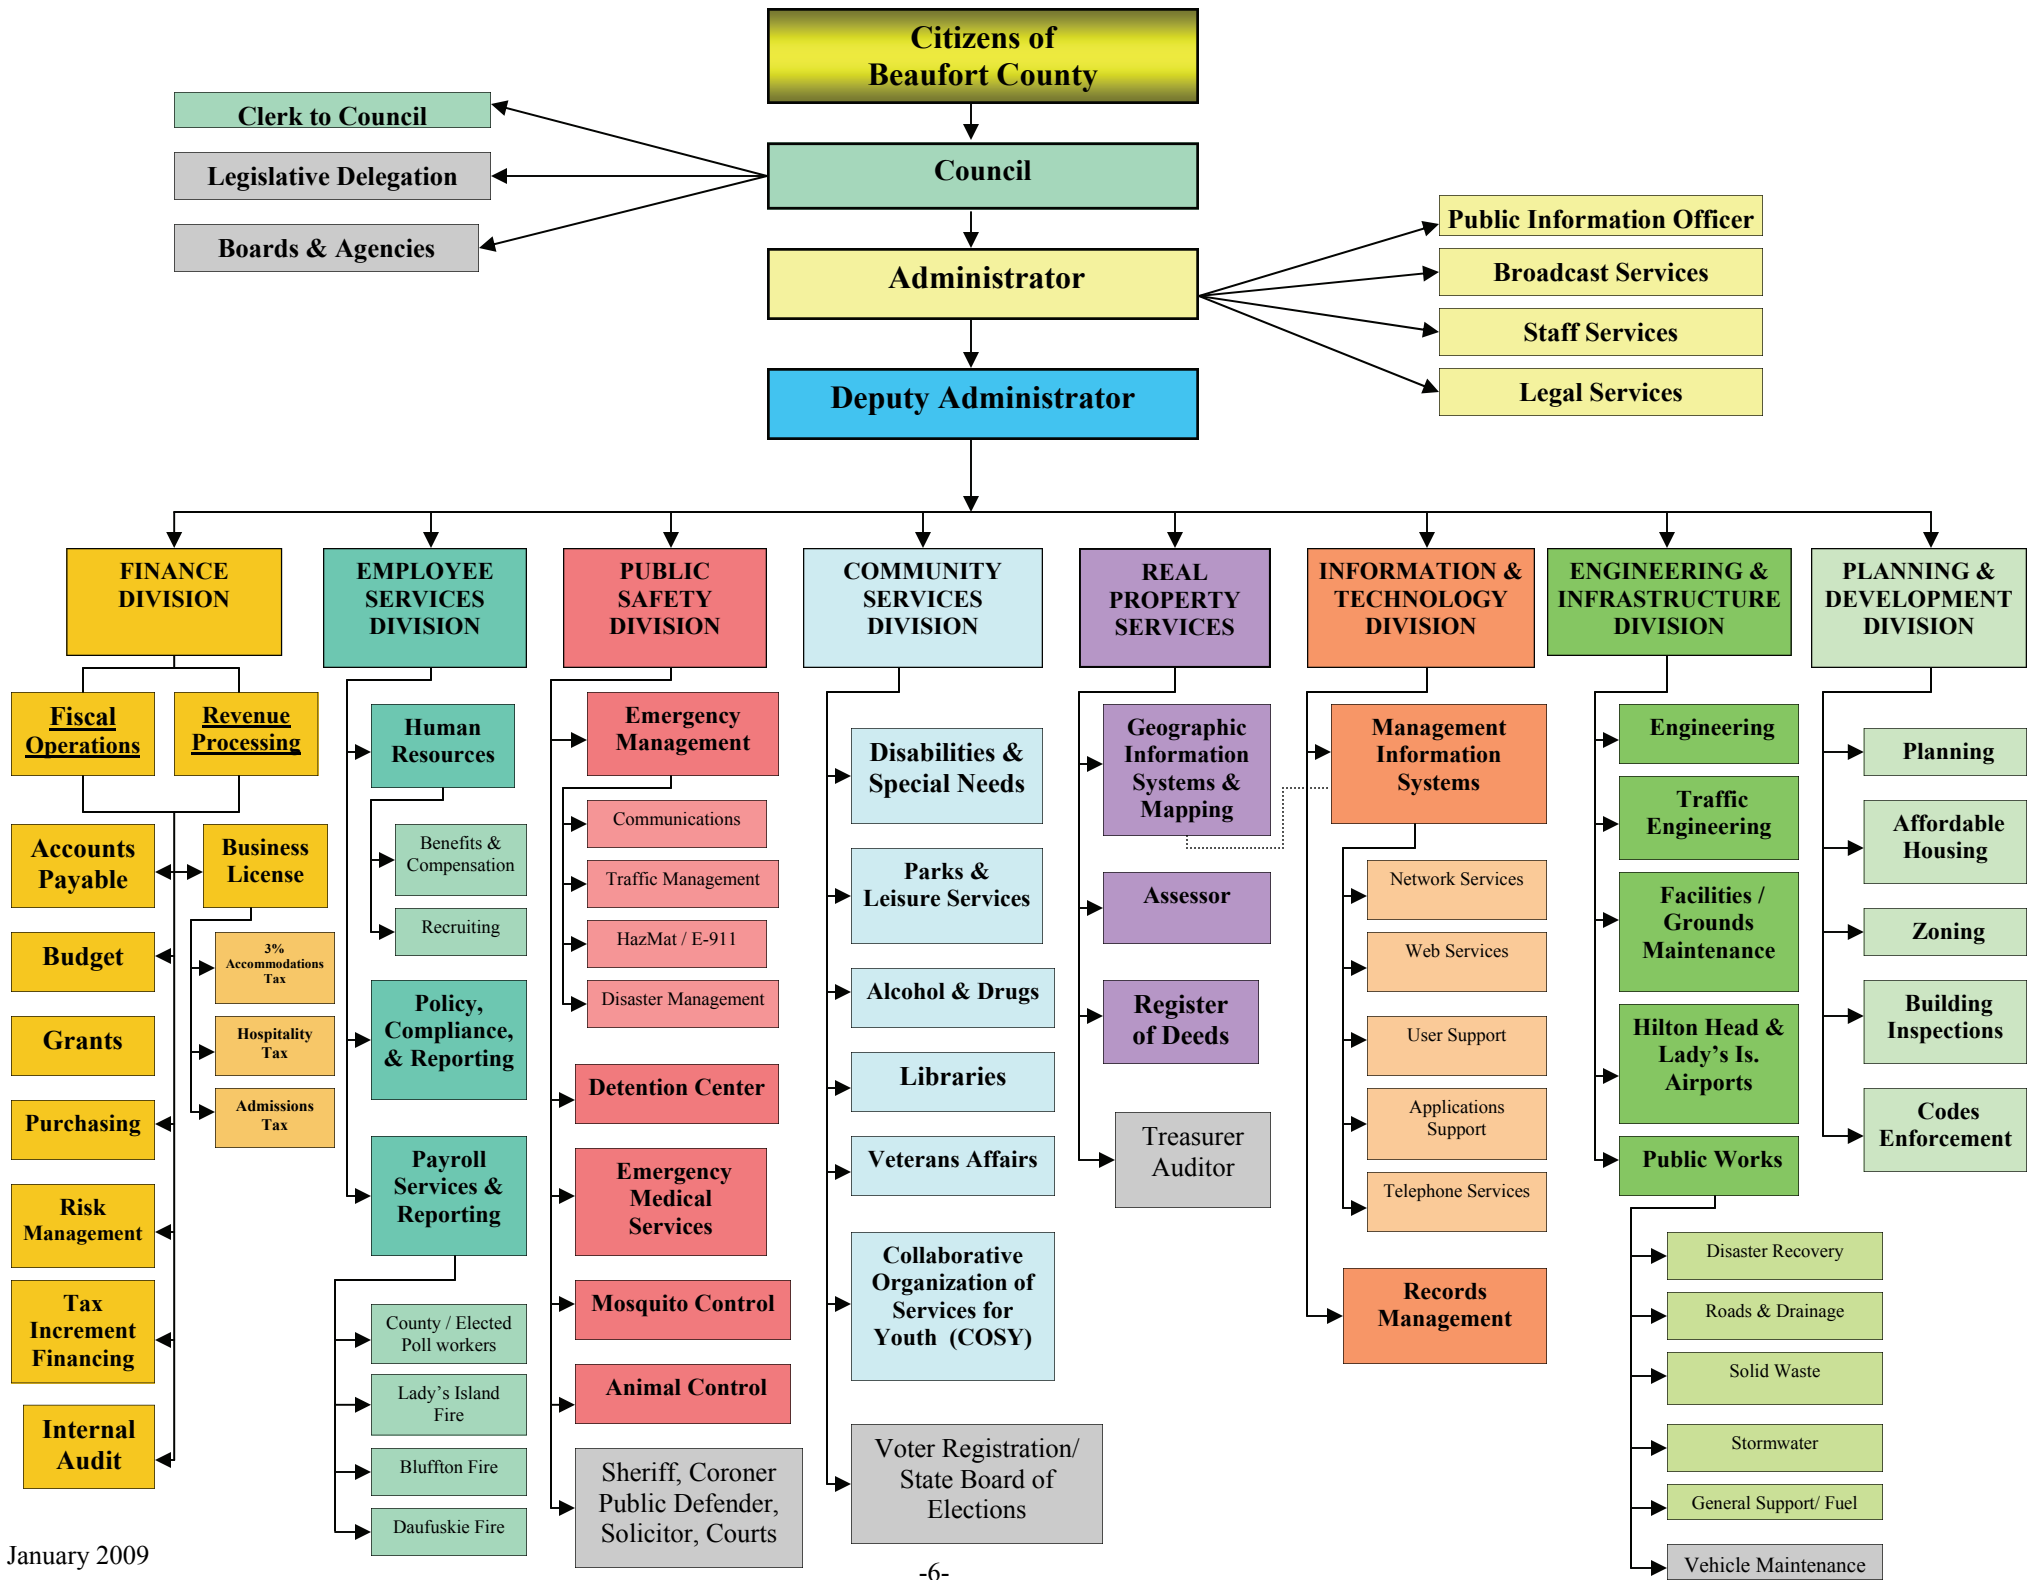 Citizens of
Beaufort County
Clerk to Council
Legislative Delegation
Boards & Agencies
Council
Administrator
Public Information Officer
Broadcast Services
Staff Services
Legal Services
Deputy Administrator
FINANCE
DIVISION
Fiscal
Operations
Revenue
Processing
Accounts
Payable
Business
License
Budget
3%
Accommodations
Tax
Grants
Hospitality
Tax
Purchasing
Admissions
Tax
Risk
Management
Tax
Increment
Financing
Internal
Audit
EMPLOYEE
SERVICES
DIVISION
Human
Resources
Benefits &
Compensation
Recruiting
Policy,
Compliance,
& Reporting
Payroll
Services &
Reporting
County / Elected
Poll workers
Lady's Island
Fire
Bluffton Fire
Daufuskie Fire
PUBLIC
SAFETY
DIVISION
Emergency
Management
Communications
Traffic Management
HazMat / E-911
Disaster Management
Detention Center
Emergency
Medical
Services
Mosquito Control
Animal Control
Sheriff, Coroner
Public Defender,
Solicitor, Courts
COMMUNITY
SERVICES
DIVISION
Disabilities &
Special Needs
Parks &
Leisure Services
Alcohol & Drugs
Libraries
Veterans Affairs
Collaborative
Organization of
Services for
Youth (COSY)
Voter Registration/
State Board of
Elections
REAL
PROPERTY
SERVICES
Geographic
Information
Systems &
Mapping
Assessor
Register
of Deeds
Treasurer
Auditor
INFORMATION &
TECHNOLOGY
DIVISION
Management
Information
Systems
Network Services
Web Services
User Support
Applications
Support
Telephone Services
Records
Management
ENGINEERING &
INFRASTRUCTURE
DIVISION
Engineering
Traffic
Engineering
Facilities /
Grounds
Maintenance
Hilton Head &
Lady's Is.
Airports
Public Works
Disaster Recovery
Roads & Drainage
Solid Waste
Stormwater
General Support/ Fuel
Vehicle Maintenance
PLANNING &
DEVELOPMENT
DIVISION
Planning
Affordable
Housing
Zoning
Building
Inspections
Codes
Enforcement
January 2009
-6-